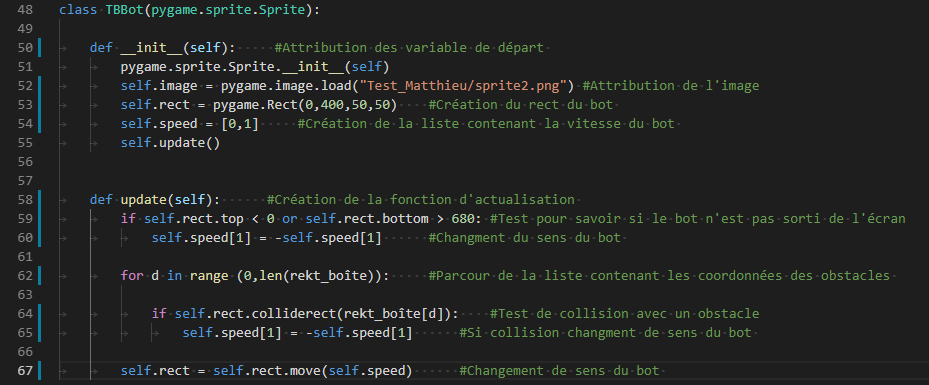 48 class TBBot(pygame.sprite.Sprite):
49
50 def __init__(self): #Attribution des variable de départ
51 pygame.sprite.Sprite.__init__(self)
52 self.image = pygame.image.load("Test_Matthieu/sprite2.png") #Attribution de l'image
53 self.rect = pygame.Rect(0,400,50,50) #Création du rect du bot
54 self.speed = [0,1] #Création de la liste contenant la vitesse du bot
55 self.update()
56
57
58 def update(self): #Création de la fonction d'actualisation
59 if self.rect.top < 0 or self.rect.bottom > 680: #Test pour savoir si le bot n'est pas sorti de l'écran
60 self.speed[1] = -self.speed[1] #Changment du sens du bot
61
62 for d in range (0,len(rekt_boîte)): #Parcour de la liste contenant les coordonnées des obstacles
63
64 if self.rect.colliderect(rekt_boîte[d]): #Test de collision avec un obstacle
65 self.speed[1] = -self.speed[1] #Si collision changment de sens du bot
66
67 self.rect = self.rect.move(self.speed) #Changement de sens du bot